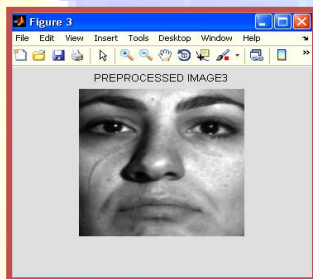 Figure 3
File Edit View Insert Tools Desktop Window Help
PREPROCESSED IMAGE3